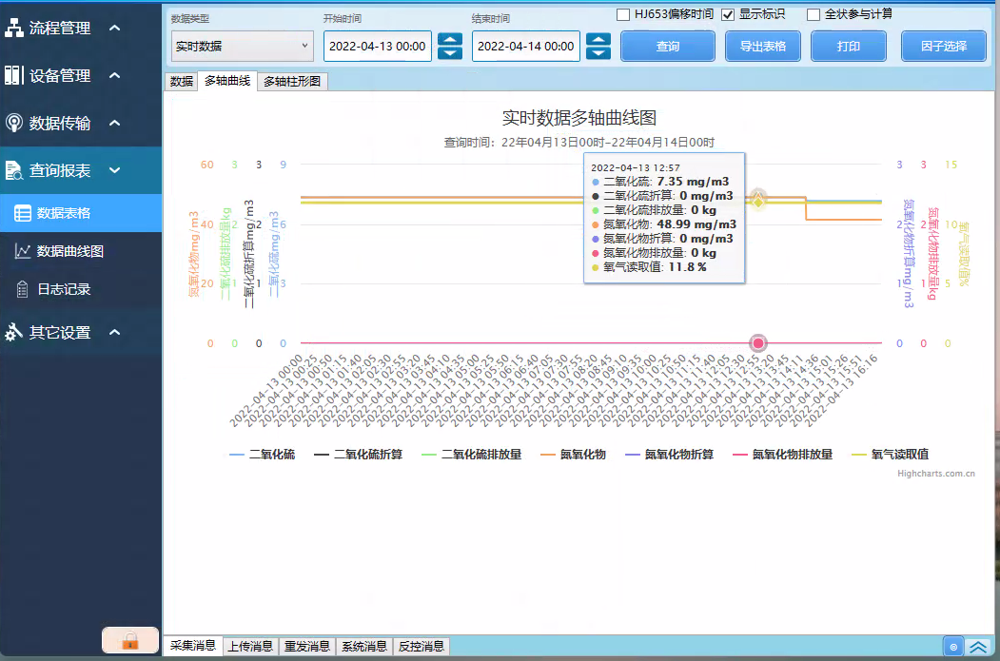 流程管理
设备管理
数据传输
查询报表
数据表格
数据曲线图
日志记录
其它设置
数据类型
开始时间
结束时间
HJ653偏移时间
显示标识
全状参与计算
实时数据
2022-04-13 00:00
2022-04-14 00:00
查询
导出表格
打印
因子选择
数据
多轴曲线
多轴柱形图
实时数据多轴曲线图
查询时间：22年04月13日00时-22年04月14日00时
60
40
20
0
氮氧化物mg/m3
3
2
1
0
二氧化硫排放量kg
3
2
1
0
二氧化硫折算mg/m3
9
6
3
0
二氧化硫mg/m3
2022-04-13 12:57
二氧化硫: 7.35 mg/m3
二氧化硫折算: 0 mg/m3
二氧化硫排放量: 0 kg
氮氧化物: 48.99 mg/m3
氮氧化物折算: 0 mg/m3
氮氧化物排放量: 0 kg
氧气读取值: 11.8 %
3
2
1
0
氮氧化物折算mg/m3
3
2
1
0
氮氧化物排放量kg
15
10
5
0
氧气读取值%
2022-04-13 00:00
2022-04-13 00:25
2022-04-13 00:50
2022-04-13 01:15
2022-04-13 01:40
2022-04-13 02:05
2022-04-13 02:30
2022-04-13 02:55
2022-04-13 03:20
2022-04-13 03:45
2022-04-13 04:10
2022-04-13 04:35
2022-04-13 05:00
2022-04-13 05:25
2022-04-13 05:50
2022-04-13 06:15
2022-04-13 06:40
2022-04-13 07:05
2022-04-13 07:30
2022-04-13 07:55
2022-04-13 08:20
2022-04-13 08:45
2022-04-13 09:10
2022-04-13 09:35
2022-04-13 10:00
2022-04-13 10:25
2022-04-13 10:50
2022-04-13 11:15
2022-04-13 11:40
2022-04-13 12:05
2022-04-13 12:30
2022-04-13 12:55
2022-04-13 13:20
2022-04-13 13:45
2022-04-13 14:11
2022-04-13 14:36
2022-04-13 15:01
2022-04-13 15:26
2022-04-13 15:51
2022-04-13 16:16
二氧化硫
二氧化硫折算
二氧化硫排放量
氮氧化物
氮氧化物折算
氮氧化物排放量
氧气读取值
Highcharts.com.cn
采集消息
上传消息
重发消息
系统消息
反控消息